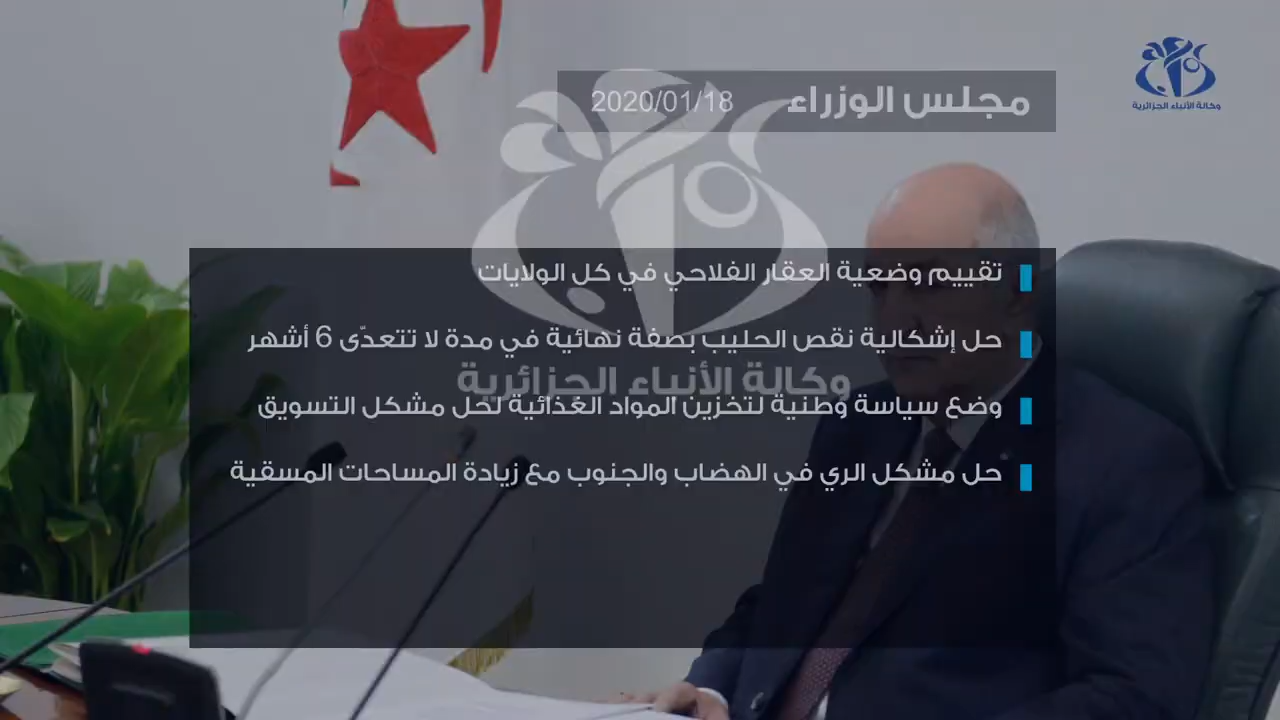 وكالة الأنباء الجزائرية
مجلس الوزراء 2020/01/18
تقييم وضعية العقار الفلاحي في كل الولايات
حل إشكالية نقص الحليب بصفة نهائية في مدة لا تتعدّى 6 أشهر
وكالة الأنباء الجزائرية
وضع سياسة وطنية لتخزين المواد الغذائية لحل مشكل التسويق
حل مشكل الري في الهضاب والجنوب مع زيادة المساحات المسقية